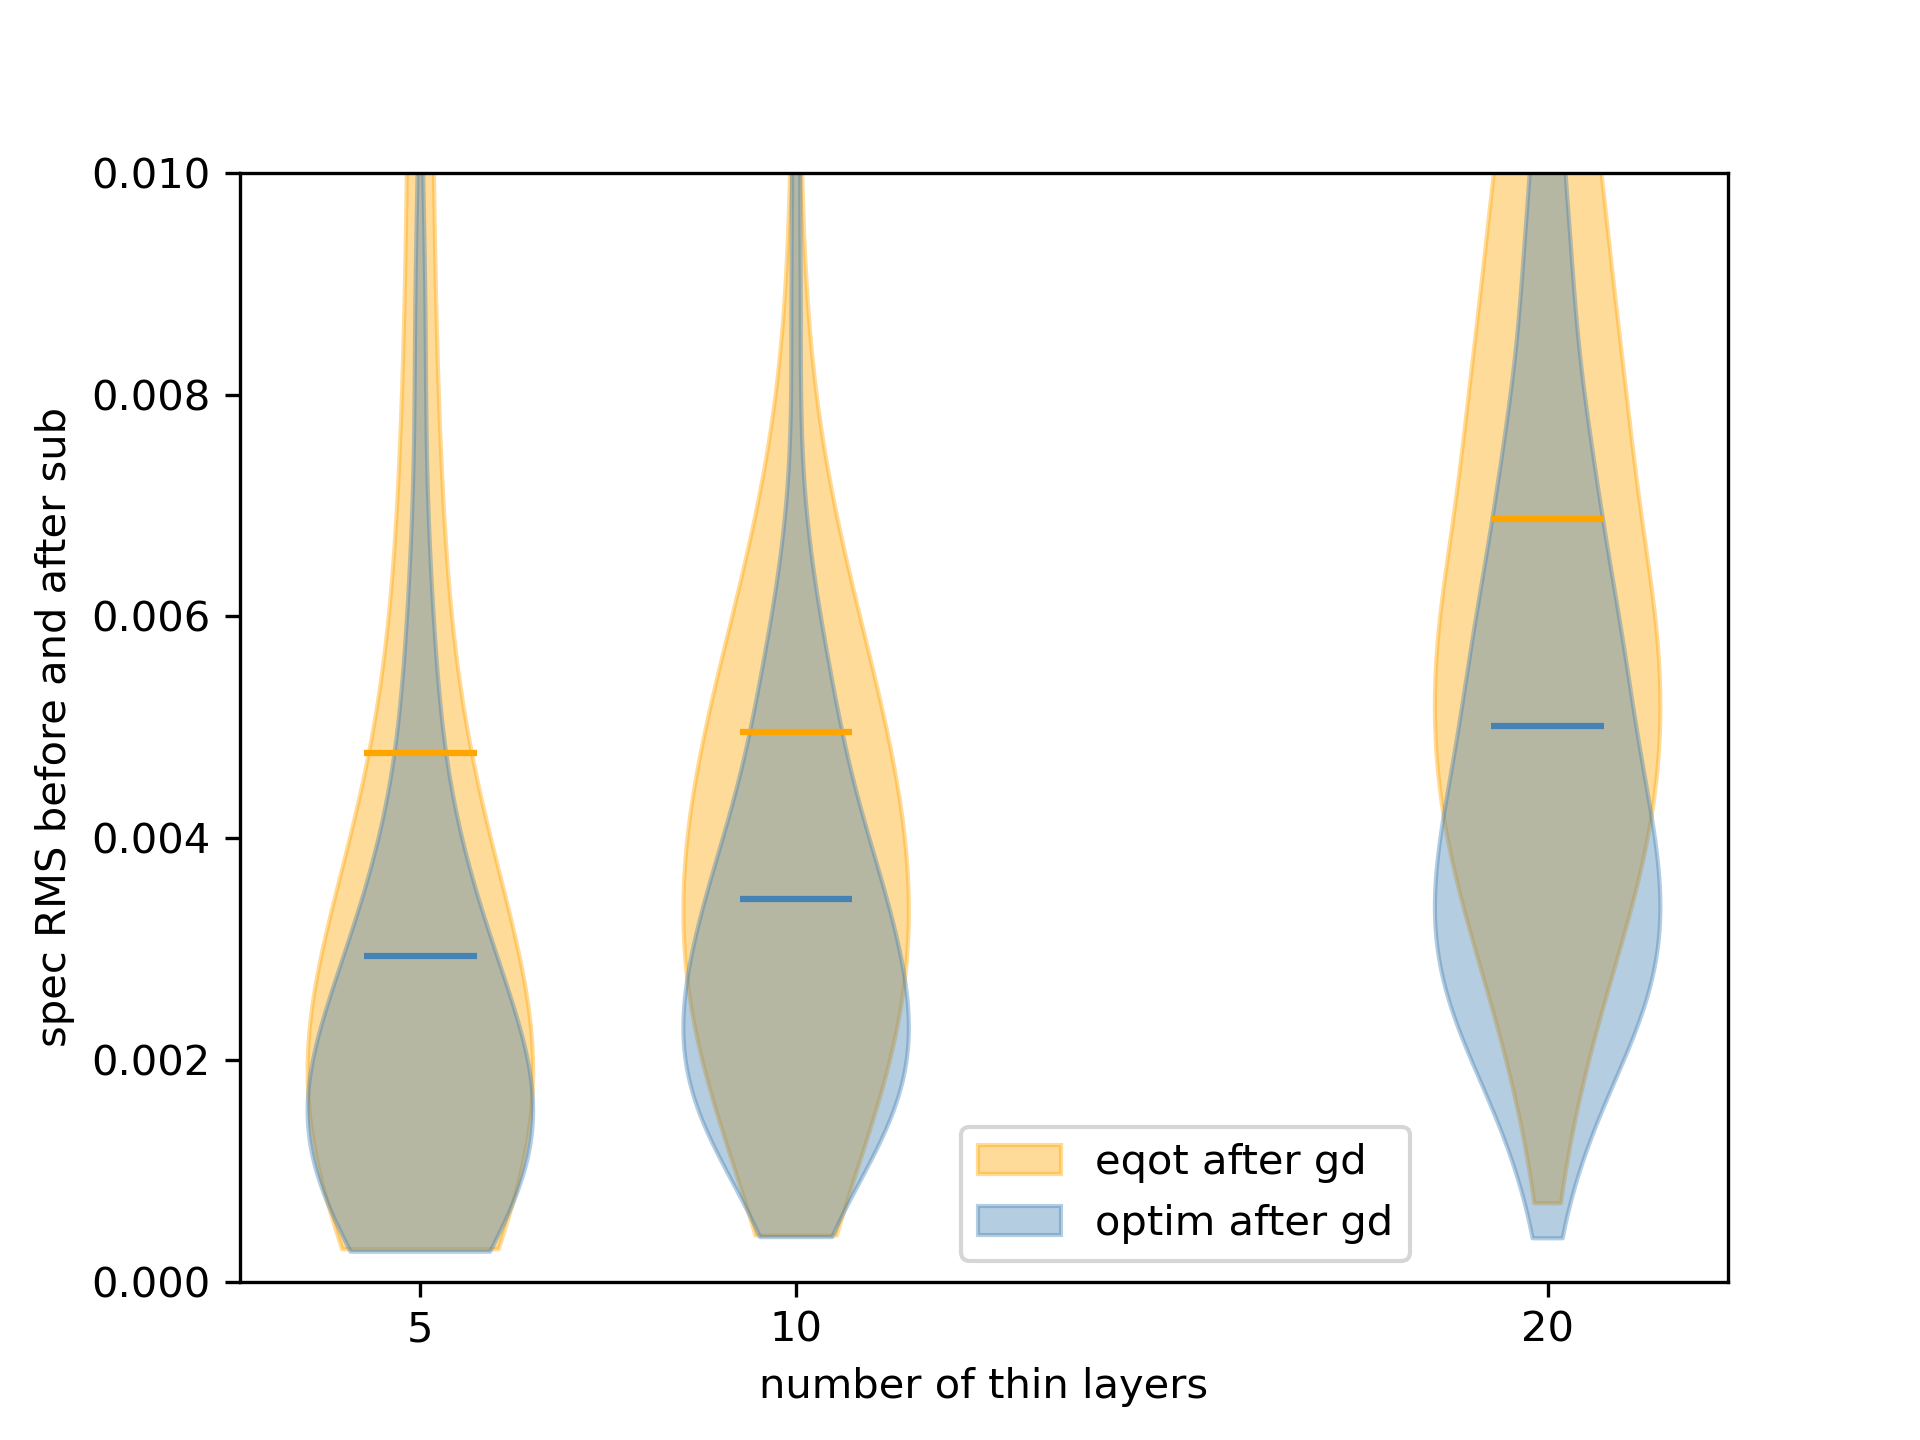 0.010
0.008
0.006
0.004
0.002
0.000
spec RMS before and after sub
eqot after gd
optim after gd
5 10 20
number of thin layers